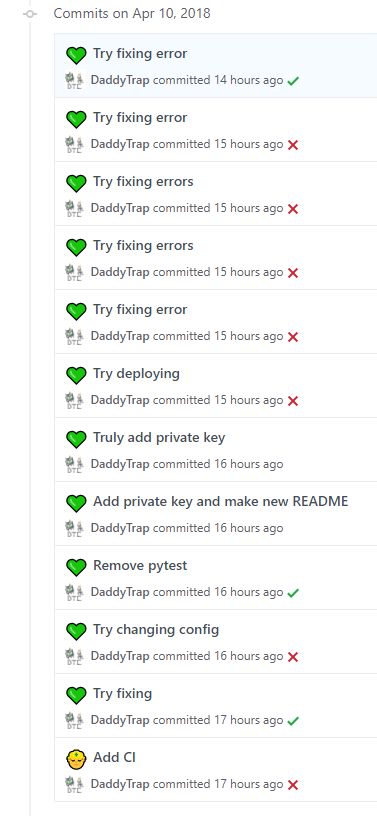 Commits on Apr 10, 2018
Try fixing error
DaddyTrap committed 14 hours ago
Try fixing error
DaddyTrap committed 15 hours ago
Try fixing errors
DaddyTrap committed 15 hours ago
Try fixing errors
DaddyTrap committed 15 hours ago
Try fixing error
DaddyTrap committed 15 hours ago
Try deploying
DaddyTrap committed 15 hours ago
Truly add private key
DaddyTrap committed 16 hours ago
Add private key and make new README
DaddyTrap committed 16 hours ago
Remove pytest
DaddyTrap committed 16 hours ago
Try changing config
DaddyTrap committed 16 hours ago
Try fixing
DaddyTrap committed 17 hours ago
Add CI
DaddyTrap committed 17 hours ago